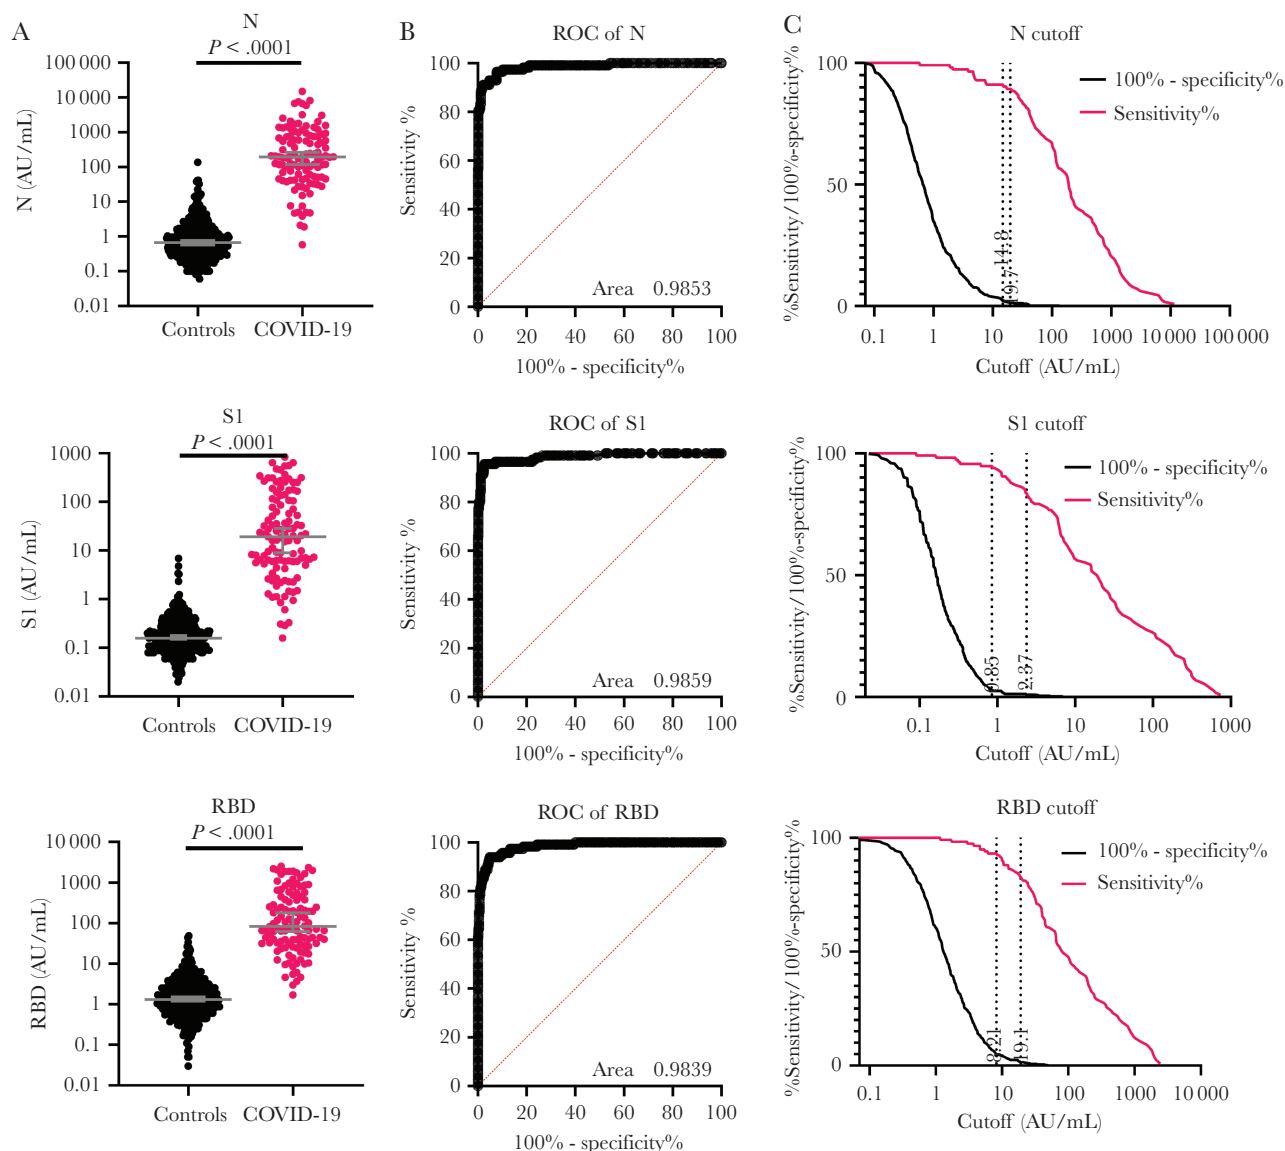 A
N
P < .0001
N (AU/mL)
100 000
10 000
1000
100
10
1
0.1
0.01
Controls COVID-19
B
ROC of N
Sensitivity %
100
80
60
40
20
0
Area 0.9853
0 20 40 60 80 100
100% - specificity%
C
N cutoff
%Sensitivity/100%-specificity%
100
50
0
100% - specificity%
Sensitivity%
14.8
19.7
0.1 1 10 100 1000 10 000 100 000
Cutoff (AU/mL)
S1
P < .0001
S1 (AU/mL)
1000
100
10
1
0.1
0.01
Controls COVID-19
ROC of S1
Sensitivity %
100
80
60
40
20
0
Area 0.9859
0 20 40 60 80 100
100% - specificity%
S1 cutoff
%Sensitivity/100%-specificity%
100
50
0
100% - specificity%
Sensitivity%
0.85
2.37
0.1 1 10 100 1000
Cutoff (AU/mL)
RBD
P < .0001
RBD (AU/mL)
10 000
1000
100
10
1
0.1
0.01
Controls COVID-19
ROC of RBD
Sensitivity %
100
80
60
40
20
0
Area 0.9839
0 20 40 60 80 100
100% - specificity%
RBD cutoff
%Sensitivity/100%-specificity%
100
50
0
100% - specificity%
Sensitivity%
8.21
19.1
0.1 1 10 100 1000 10 000
Cutoff (AU/mL)